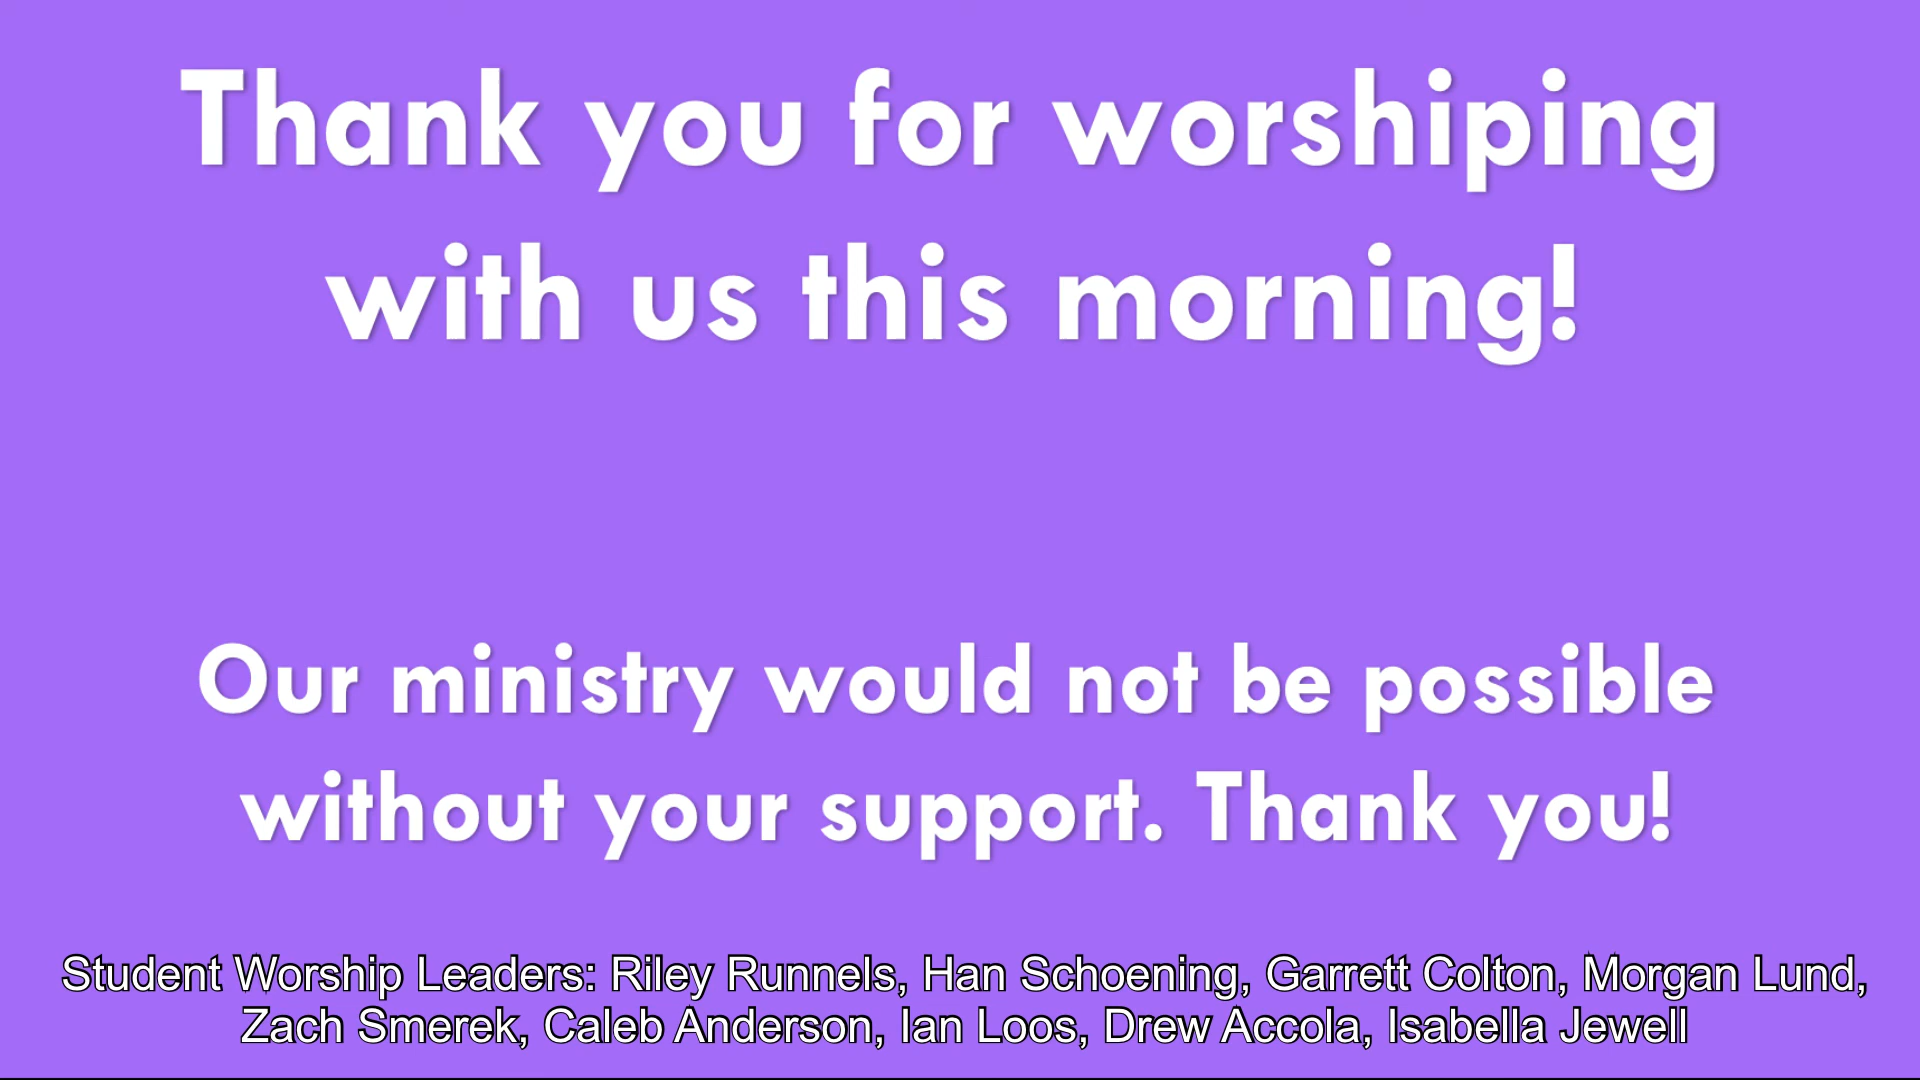 Thank you for worshiping
with us this morning!
Our ministry would not be possible
without your support. Thank you!
Student Worship Leaders: Riley Runnels, Han Schoening, Garrett Colton, Morgan Lund,
Zach Smerek, Caleb Anderson, Ian Loos, Drew Accola, Isabella Jewell